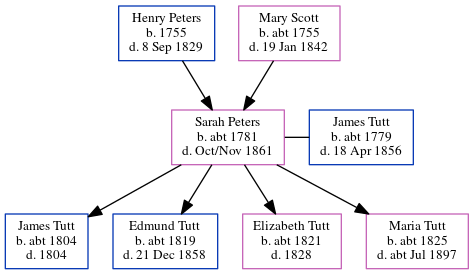 Henry Peters
b. 1755
d. 8 Sep 1829
Mary Scott
b. abt 1755
d. 19 Jan 1842
Sarah Peters
b. abt 1781
d. Oct/Nov 1861
James Tutt
b. abt 1779
d. 18 Apr 1856
James Tutt
b. abt 1804
d. 1804
Edmund Tutt
b. abt 1819
d. 21 Dec 1858
Elizabeth Tutt
b. abt 1821
d. 1828
Maria Tutt
b. abt 1825
d. abt Jul 1897